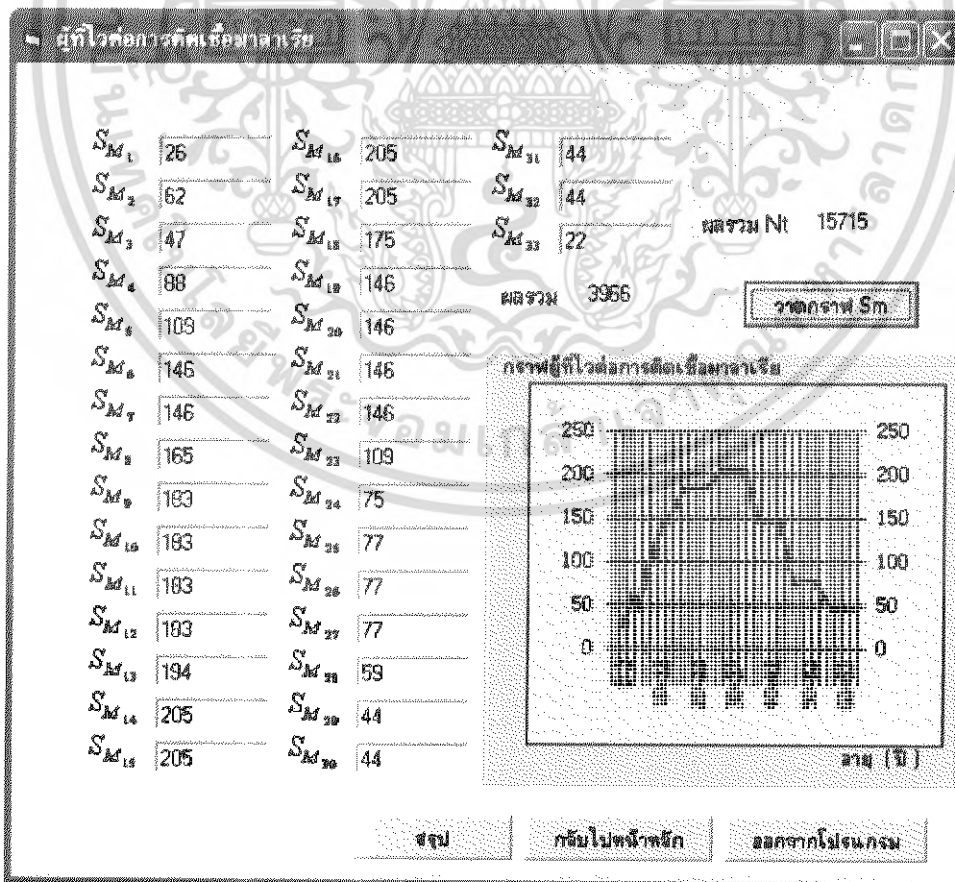 ผู้ที่ไวต่อการติดเชื้อมาลาเรีย
S_M1 26 S_M16 205 S_M31 44
S_M2 62 S_M17 205 S_M32 44
S_M3 47 S_M18 175 S_M33 22
ผลรวม Nt 15715
S_M4 88 S_M19 146
ผลรวม 3966
วาดกราฟ Sm
S_M5 109 S_M20 146
S_M6 146 S_M21 146
กราฟผู้ที่ไวต่อการติดเชื้อมาลาเรีย
S_M7 146 S_M22 146
S_M8 165 S_M23 109
S_M9 183 S_M24 75
S_M10 183 S_M25 77
S_M11 183 S_M26 77
S_M12 183 S_M27 77
S_M13 194 S_M28 59
S_M14 205 S_M29 44
S_M15 205 S_M30 44
250 250
200 200
150 150
100 100
50 50
0 0
อายุ (ปี)
สรุป กลับไปหน้าหลัก ออกจากโปรแกรม